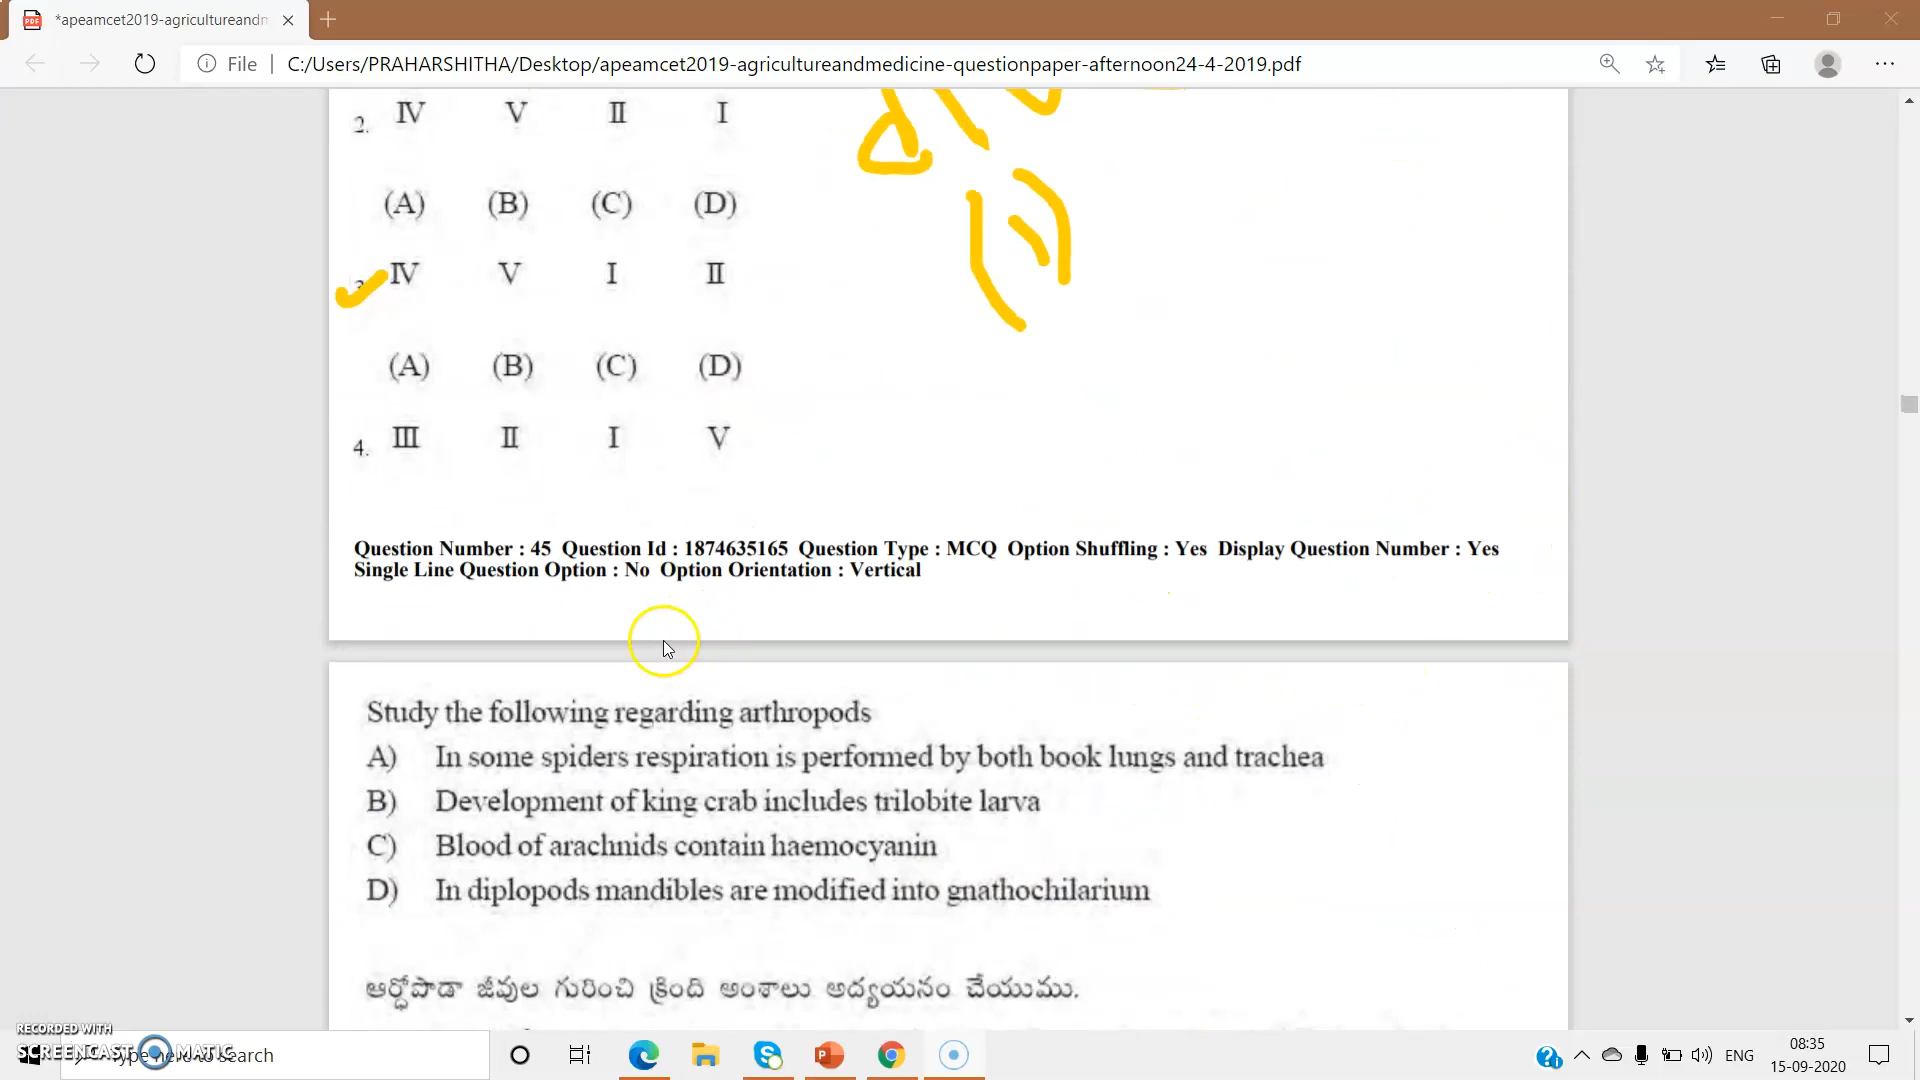 *apeamcet2019-agricultureandm
File
C:/Users/PRAHARSHITHA/Desktop/apeamcet2019-agricultureandmedicine-questionpaper-afternoon24-4-2019.pdf
2. IV V II I
(A) (B) (C) (D)
IV V I II
(A) (B) (C) (D)
4. III II I V
Question Number : 45 Question Id : 1874635165 Question Type : MCQ Option Shuffling : Yes Display Question Number : Yes
Single Line Question Option : No Option Orientation : Vertical
Study the following regarding arthropods
A) In some spiders respiration is performed by both book lungs and trachea
B) Development of king crab includes trilobite larva
C) Blood of arachnids contain haemocyanin
D) In diplopods mandibles are modified into gnathochilarium
ఆర్థ్రోపొడా జీవుల గురించి క్రింది అంశాలు అధ్యయనం చేయుము.
RECORDED WITH
SCREENCAST MATIC
Type here to search
ENG
08:35
15-09-2020